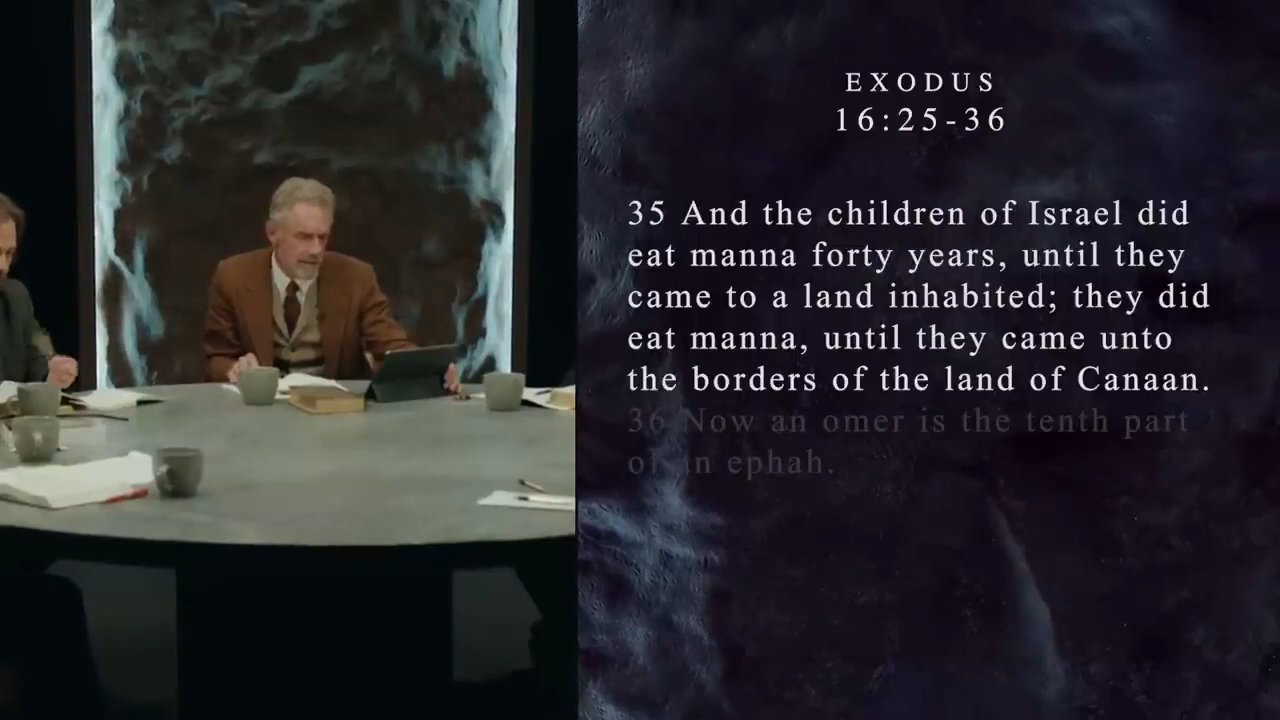 EXODUS
16:25-36
35 And the children of Israel did
eat manna forty years, until they
came to a land inhabited; they did
eat manna, until they came unto
the borders of the land of Canaan.
36 Now an omer is the tenth part
of an ephah.